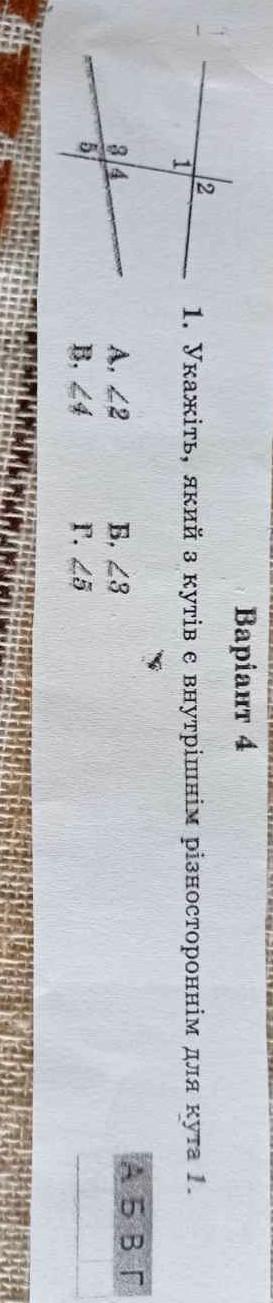 Варіант 4
1. Укажіть, який з кутів є внутрішнім різностороннім для кута 1.
2
1
3 4
5
А. ∠2 Б. ∠3
В. ∠4 Г. ∠5
А Б В Г